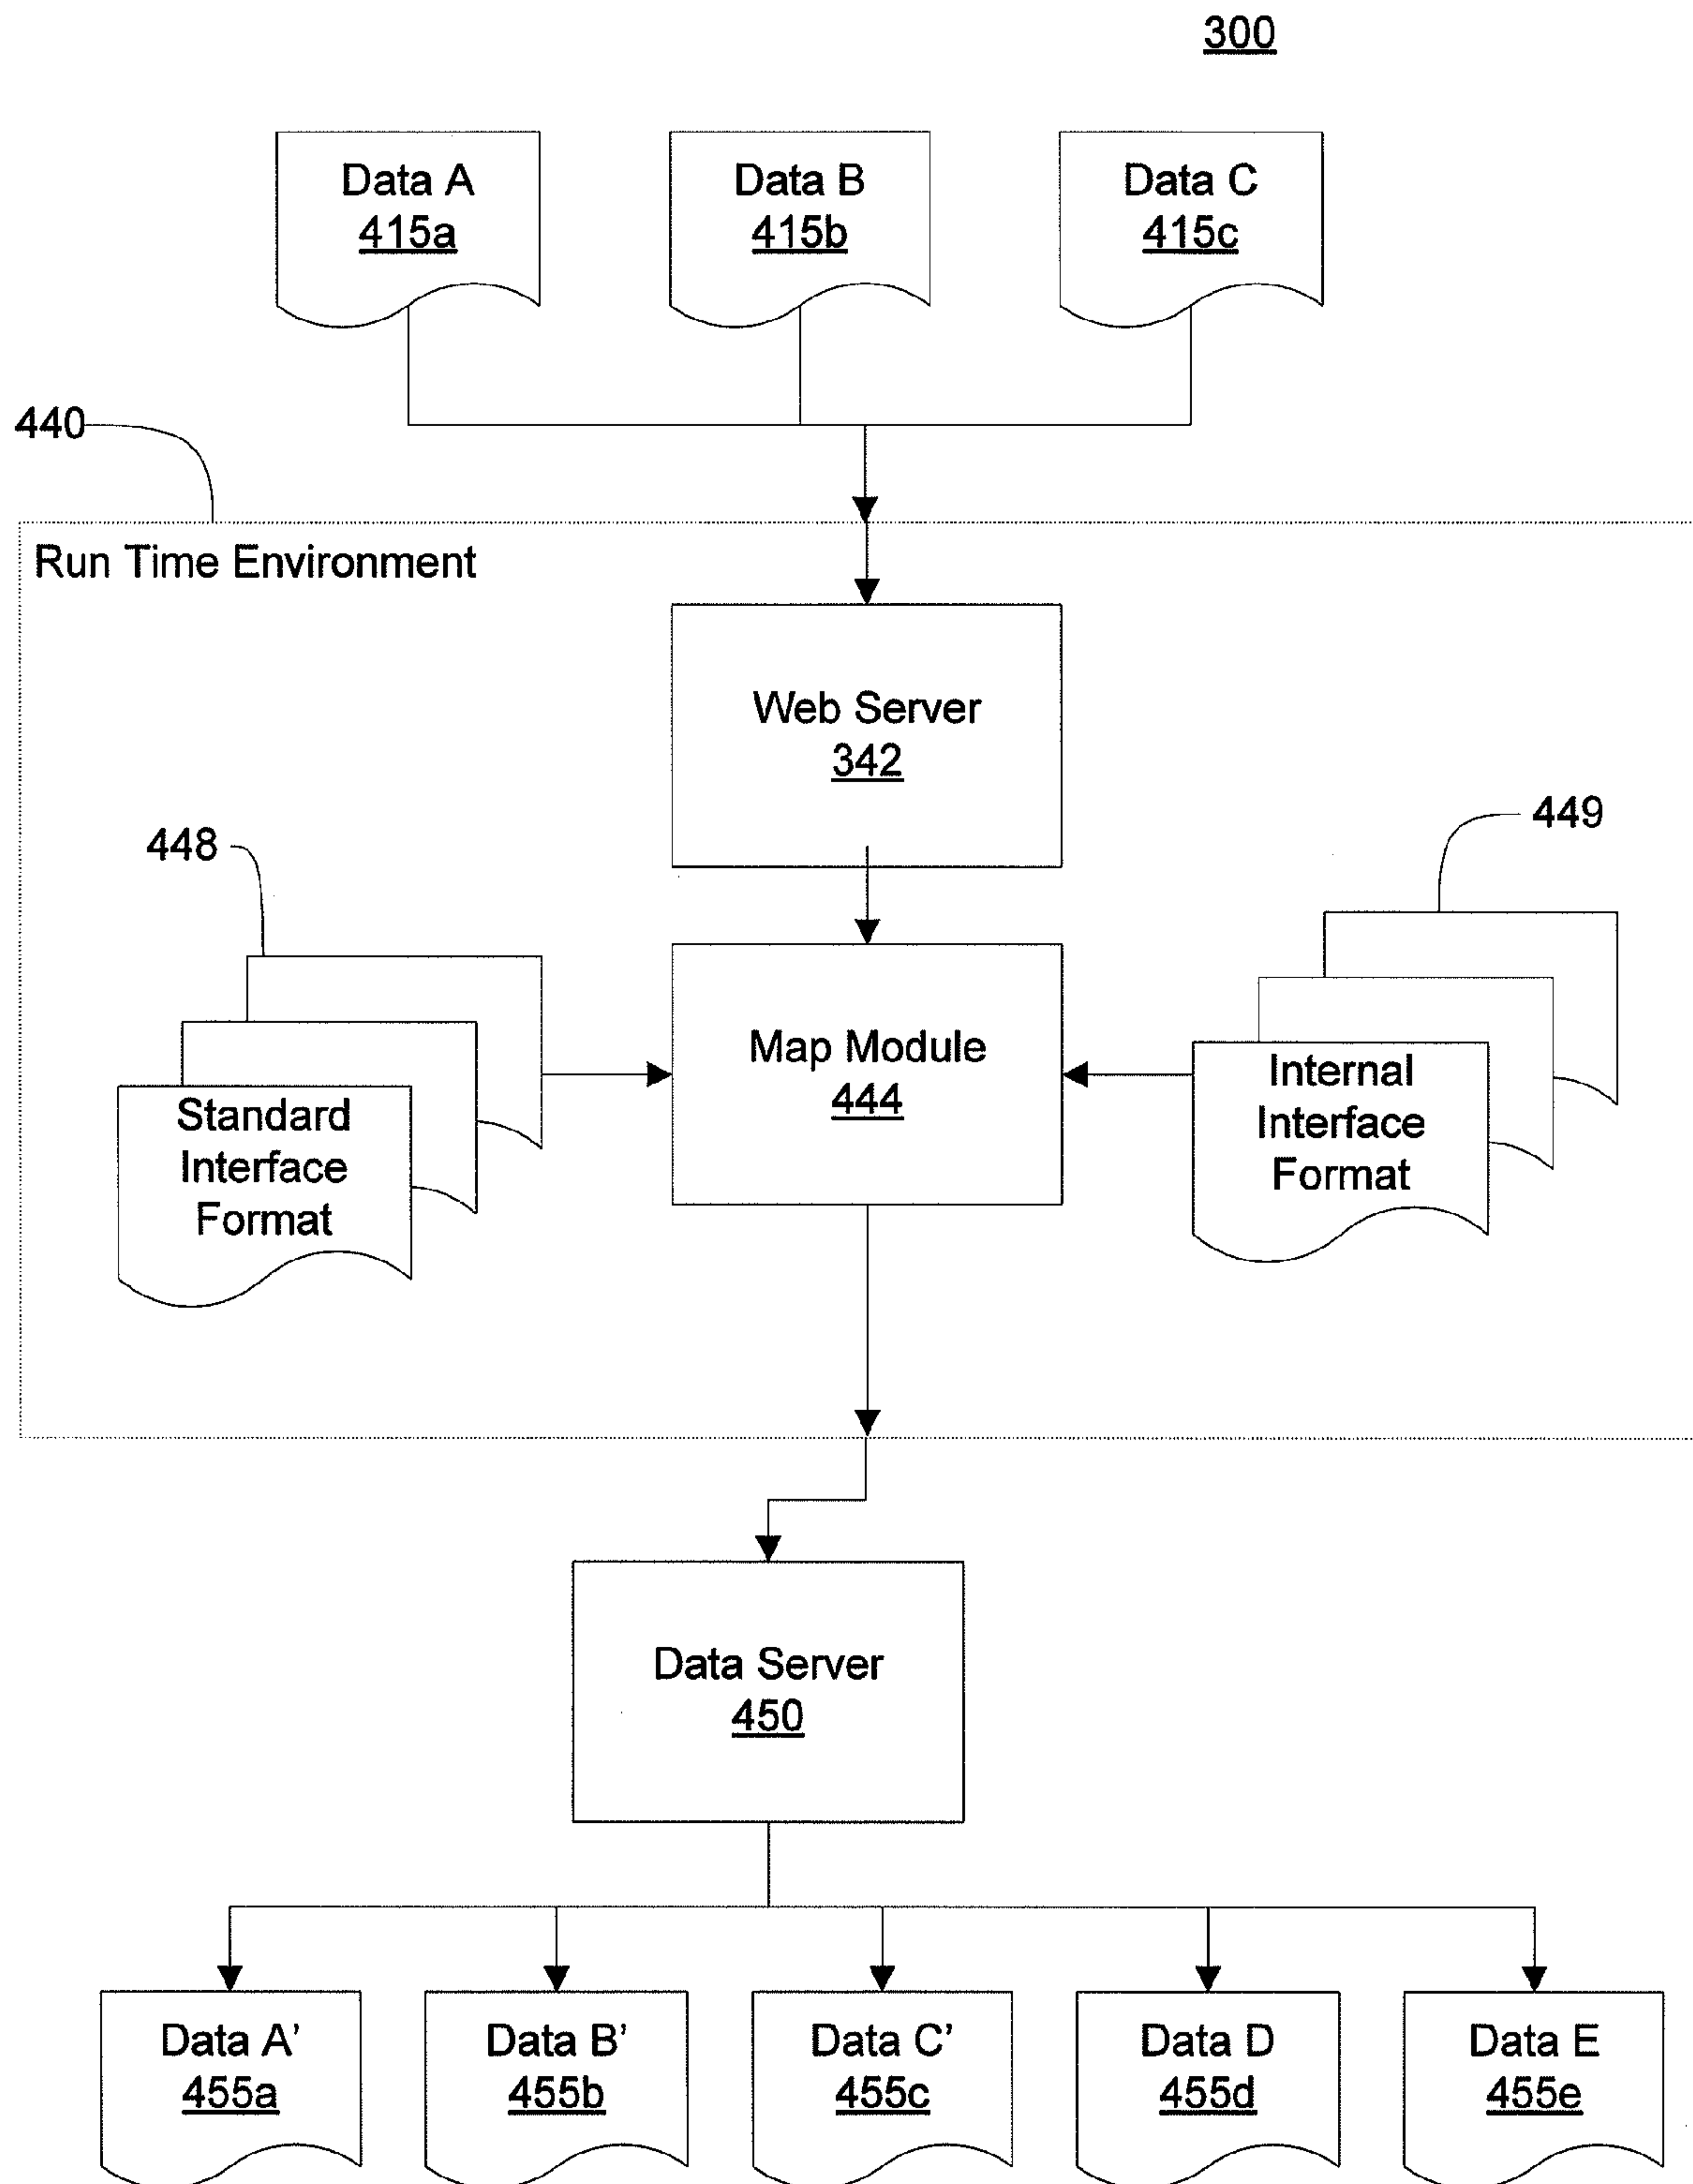 300
Data A
415a
Data B
415b
Data C
415c
440
Run Time Environment
Web Server
342
448
449
Standard
Interface
Format
Map Module
444
Internal
Interface
Format
Data Server
450
Data A’
455a
Data B’
455b
Data C’
455c
Data D
455d
Data E
455e